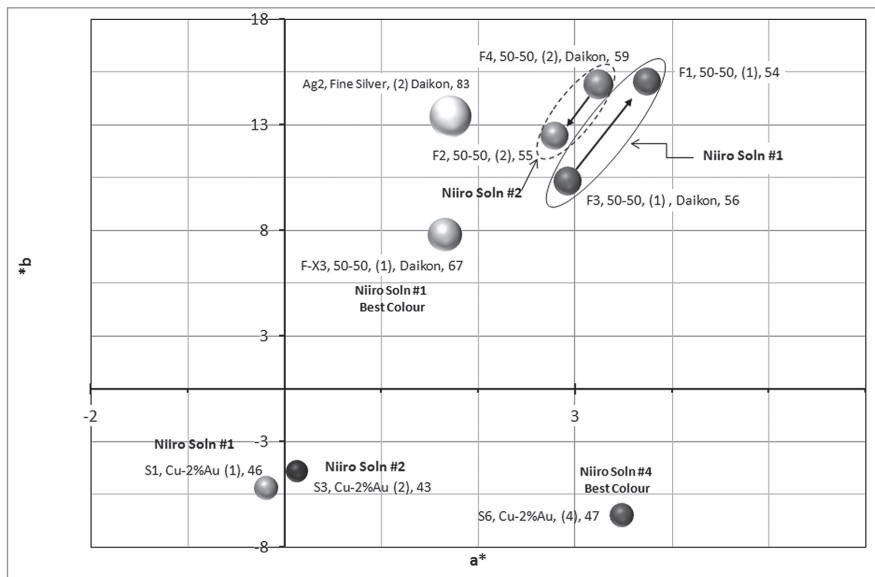 18
F4, 50-50, (2), Daikon, 59
F1, 50-50, (1), 54
Ag2, Fine Silver, (2) Daikon, 83
13
F2, 50-50, (2), 55
Niiro Soln #1
Niiro Soln #2
F3, 50-50, (1) , Daikon, 56
8
F-X3, 50-50, (1), Daikon, 67
*b
Niiro Soln #1
Best Colour
3
-2
3
Niiro Soln #1
-3
S1, Cu-2%Au (1), 46
Niiro Soln #2
S3, Cu-2%Au (2), 43
Niiro Soln #4
Best Colour
S6, Cu-2%Au, (4), 47
-8
a*